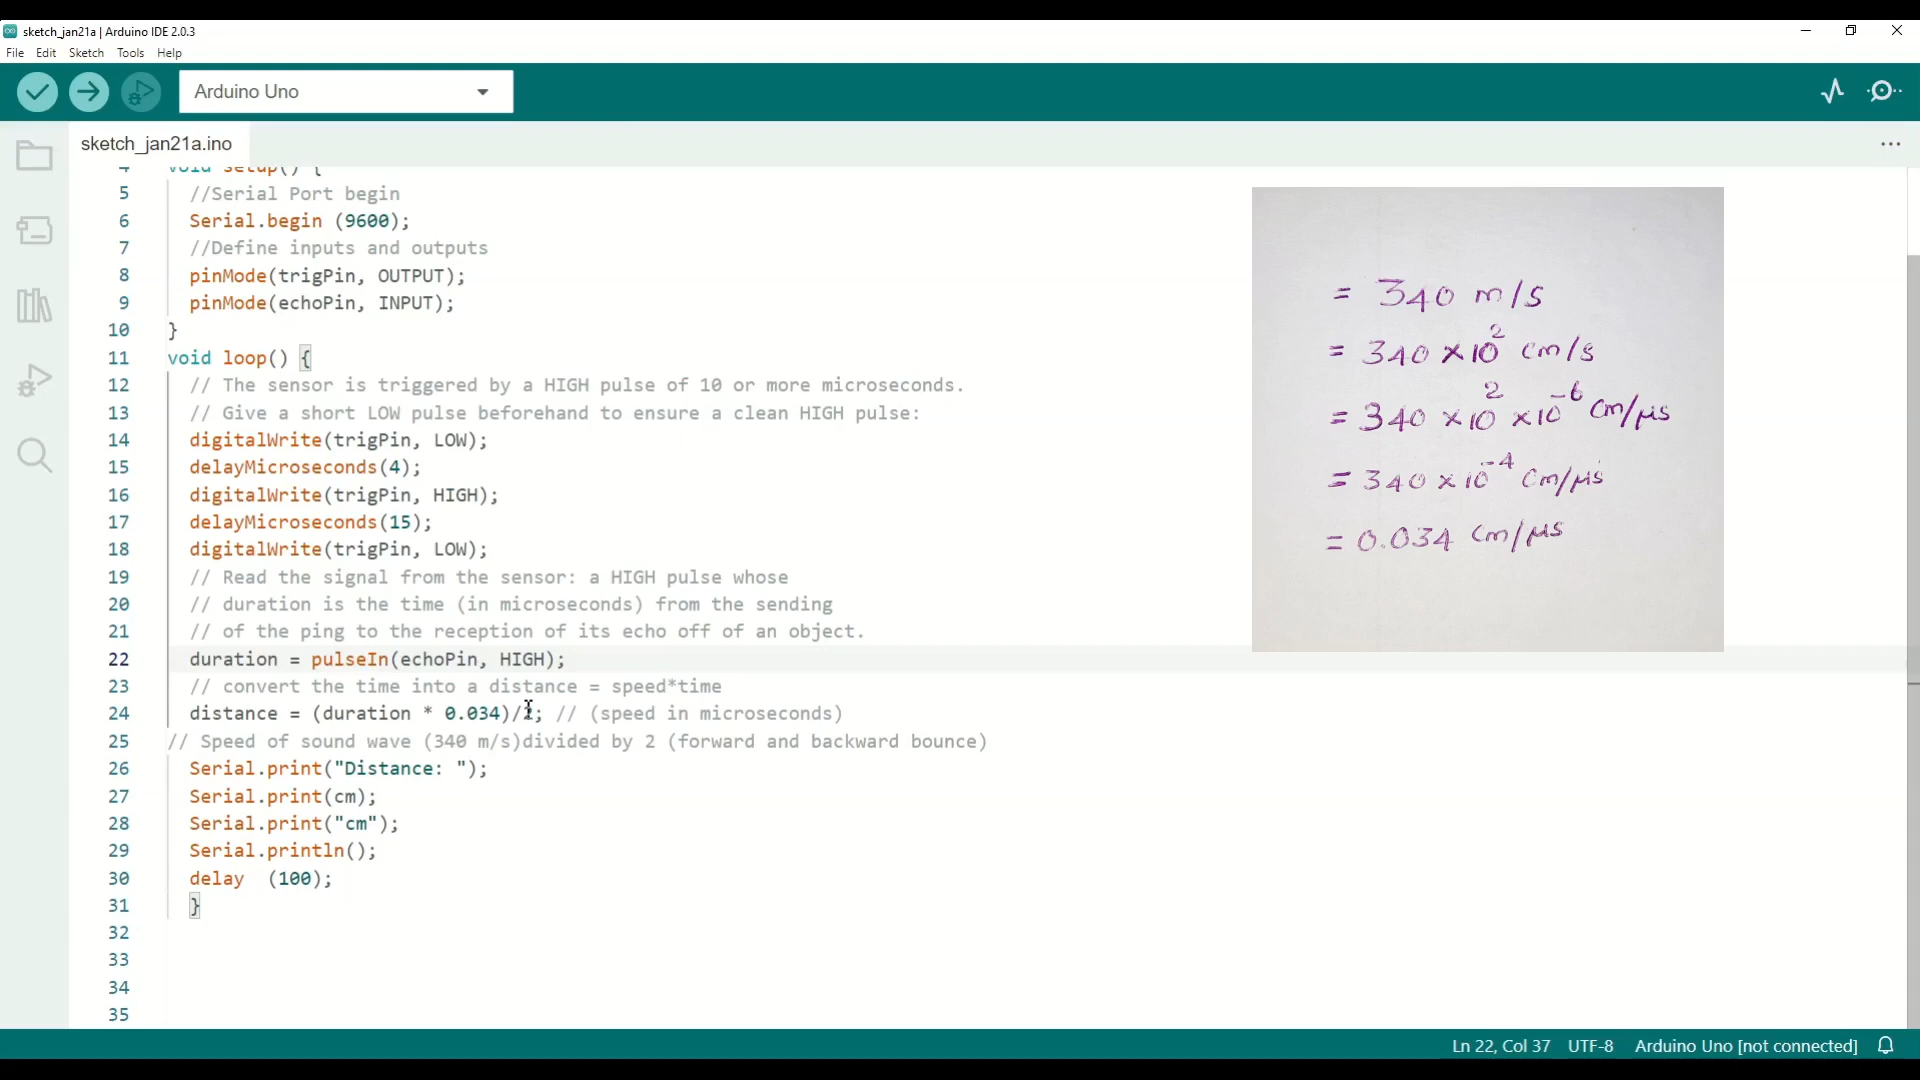 sketch_jan21a | Arduino IDE 2.0.3
File Edit Sketch Tools Help
Arduino Uno
sketch_jan21a.ino
4 void setup() {
5 //Serial Port begin
6 Serial.begin (9600);
7 //Define inputs and outputs
8 pinMode(trigPin, OUTPUT);
9 pinMode(echoPin, INPUT);
10 }
11 void loop() {
12 // The sensor is triggered by a HIGH pulse of 10 or more microseconds.
13 // Give a short LOW pulse beforehand to ensure a clean HIGH pulse:
14 digitalWrite(trigPin, LOW);
15 delayMicroseconds(4);
16 digitalWrite(trigPin, HIGH);
17 delayMicroseconds(15);
18 digitalWrite(trigPin, LOW);
19 // Read the signal from the sensor: a HIGH pulse whose
20 // duration is the time (in microseconds) from the sending
21 // of the ping to the reception of its echo off of an object.
22 duration = pulseIn(echoPin, HIGH);
23 // convert the time into a distance = speed*time
24 distance = (duration * 0.034)/2; // (speed in microseconds)
25 // Speed of sound wave (340 m/s)divided by 2 (forward and backward bounce)
26 Serial.print("Distance: ");
27 Serial.print(cm);
28 Serial.print("cm");
29 Serial.println();
30 delay  (100);
31 }
32
33
34
35
= 340 m/s
= 340 × 10² cm/s
= 340 × 10² × 10⁻⁶ cm/μs
= 340 × 10⁻⁴ cm/μs
= 0.034 cm/μs
Ln 22, Col 37 UTF-8 Arduino Uno [not connected]